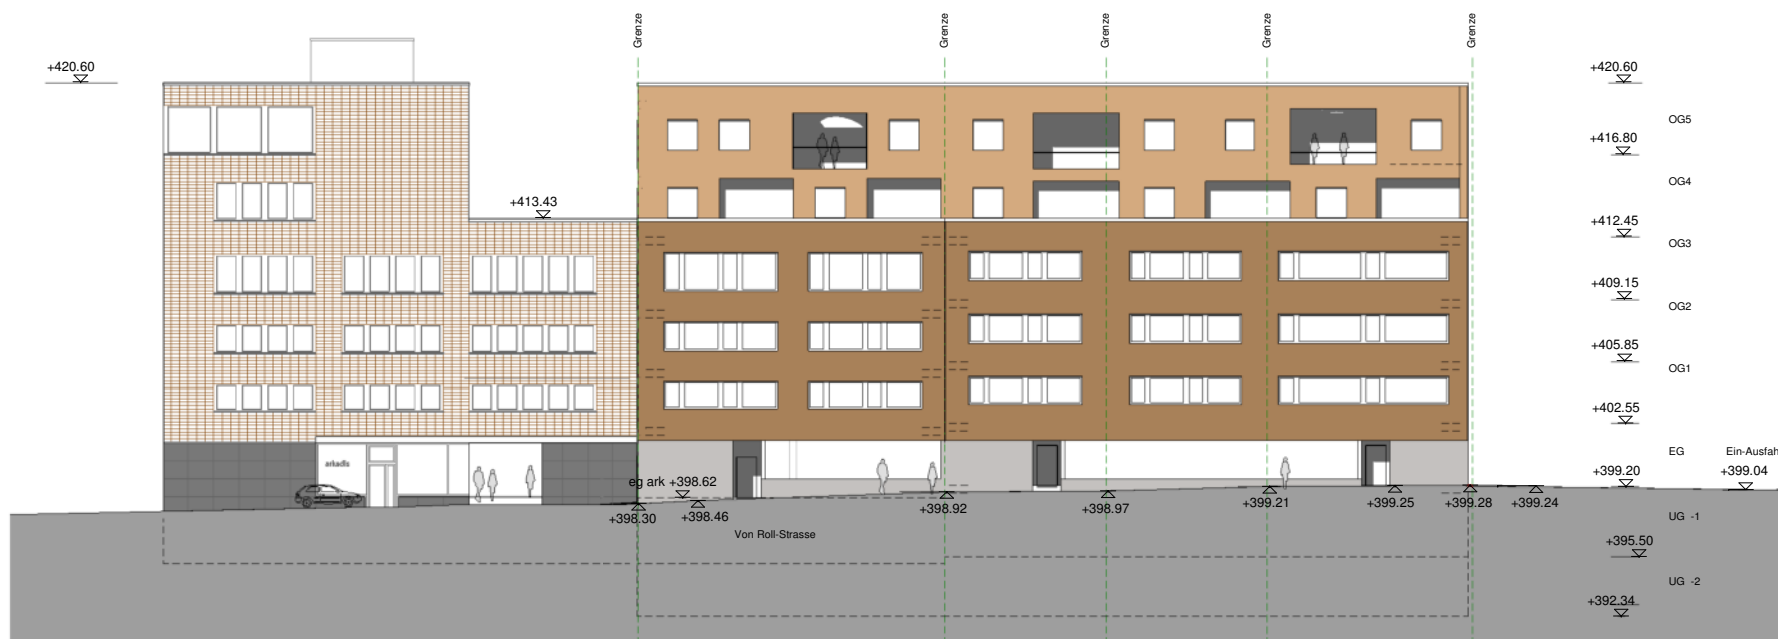 Grenze
Grenze
Grenze
Grenze
Grenze
+420.60
+420.60
OG5
+416.80
OG4
+413.43
+412.45
OG3
+409.15
OG2
+405.85
OG1
+402.55
EG
Ein-Ausfah
arkadis
+399.20
+399.04
eg ark +398.62
+398.30
+398.46
+398.92
+398.97
+399.21
+399.25
+399.28
+399.24
UG -1
Von Roll-Strasse
+395.50
UG -2
+392.34